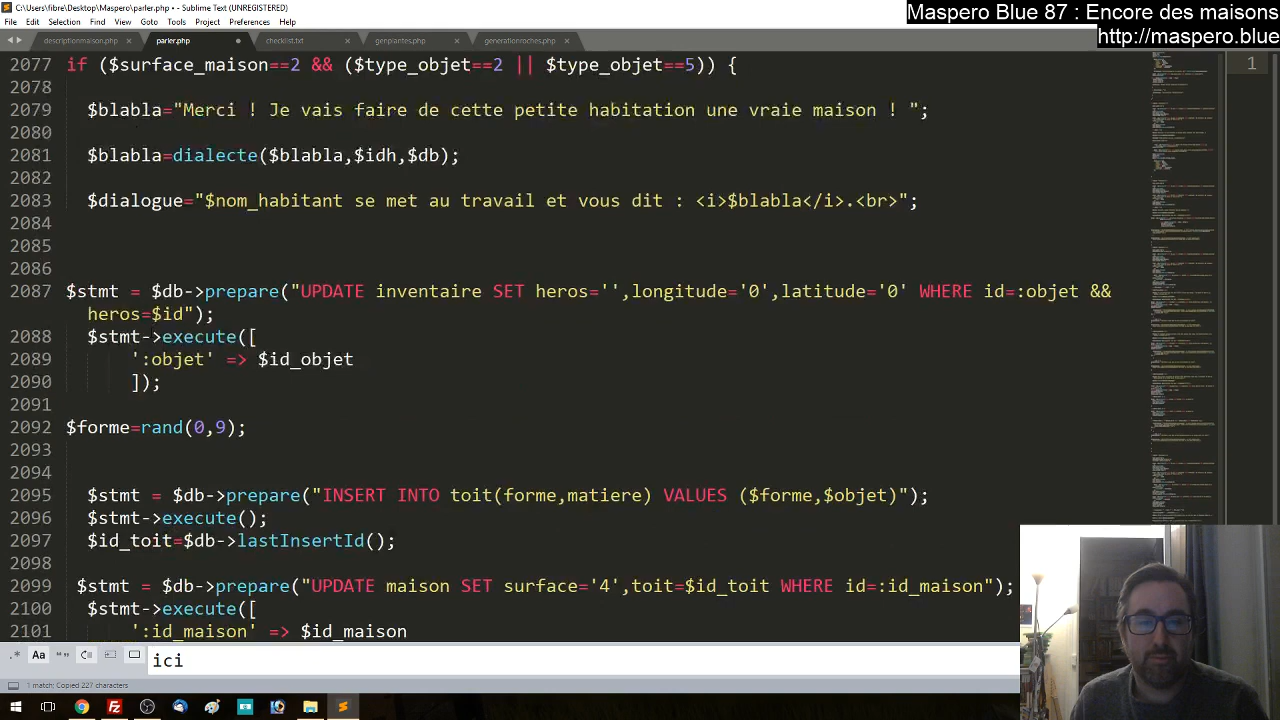 C:\Users\fibre\Desktop\Maspero\parler.php • - Sublime Text (UNREGISTERED)
Maspero Blue 87 : Encore des maisons
File Edit Selection Find View Goto Tools Project Preferences Help
http://maspero.blue
descriptionmaison.php parler.php checklist.txt genplantes.php generationroches.php
2077 if ($surface_maison==2 && ($type_objt==2 || $type_objet==5)) {
1
2078
2079 $blabla="Merci ! Je vais faire de cette petite habitation une vraie maison ! ";
2080
2081 $blabla=dialecte($blabla,$idh,$db);
2082
2083 $dialogue="$nom_habitant se met au travail et vous dit : <i>$blabla</i>.<br>";
2084
2085
2086
2087 $stmt = $db->prepare("UPDATE inventaire SET heros='',longitude='0',latitude='0' WHERE id=:objet &&
heros=$id");
2088 $stmt->execute([
2089 ':objet' => $id_objet
2090 ]);
2091
2092 $forme=rand(0,9);
2093
2094
2095 $stmt = $db->prepare("INSERT INTO toit(forme,matiere) VALUES ($forme,$objet)");
2096 $stmt->execute();
2097 $id_toit=$db->lastInsertId();
2098
2099 $stmt = $db->prepare("UPDATE maison SET surface='4',toit=$id_toit WHERE id=:id_maison");
2100 $stmt->execute([
2101 ':id_maison' => $id_maison
.* Aa “” ici
1 match: Copied 227 characters